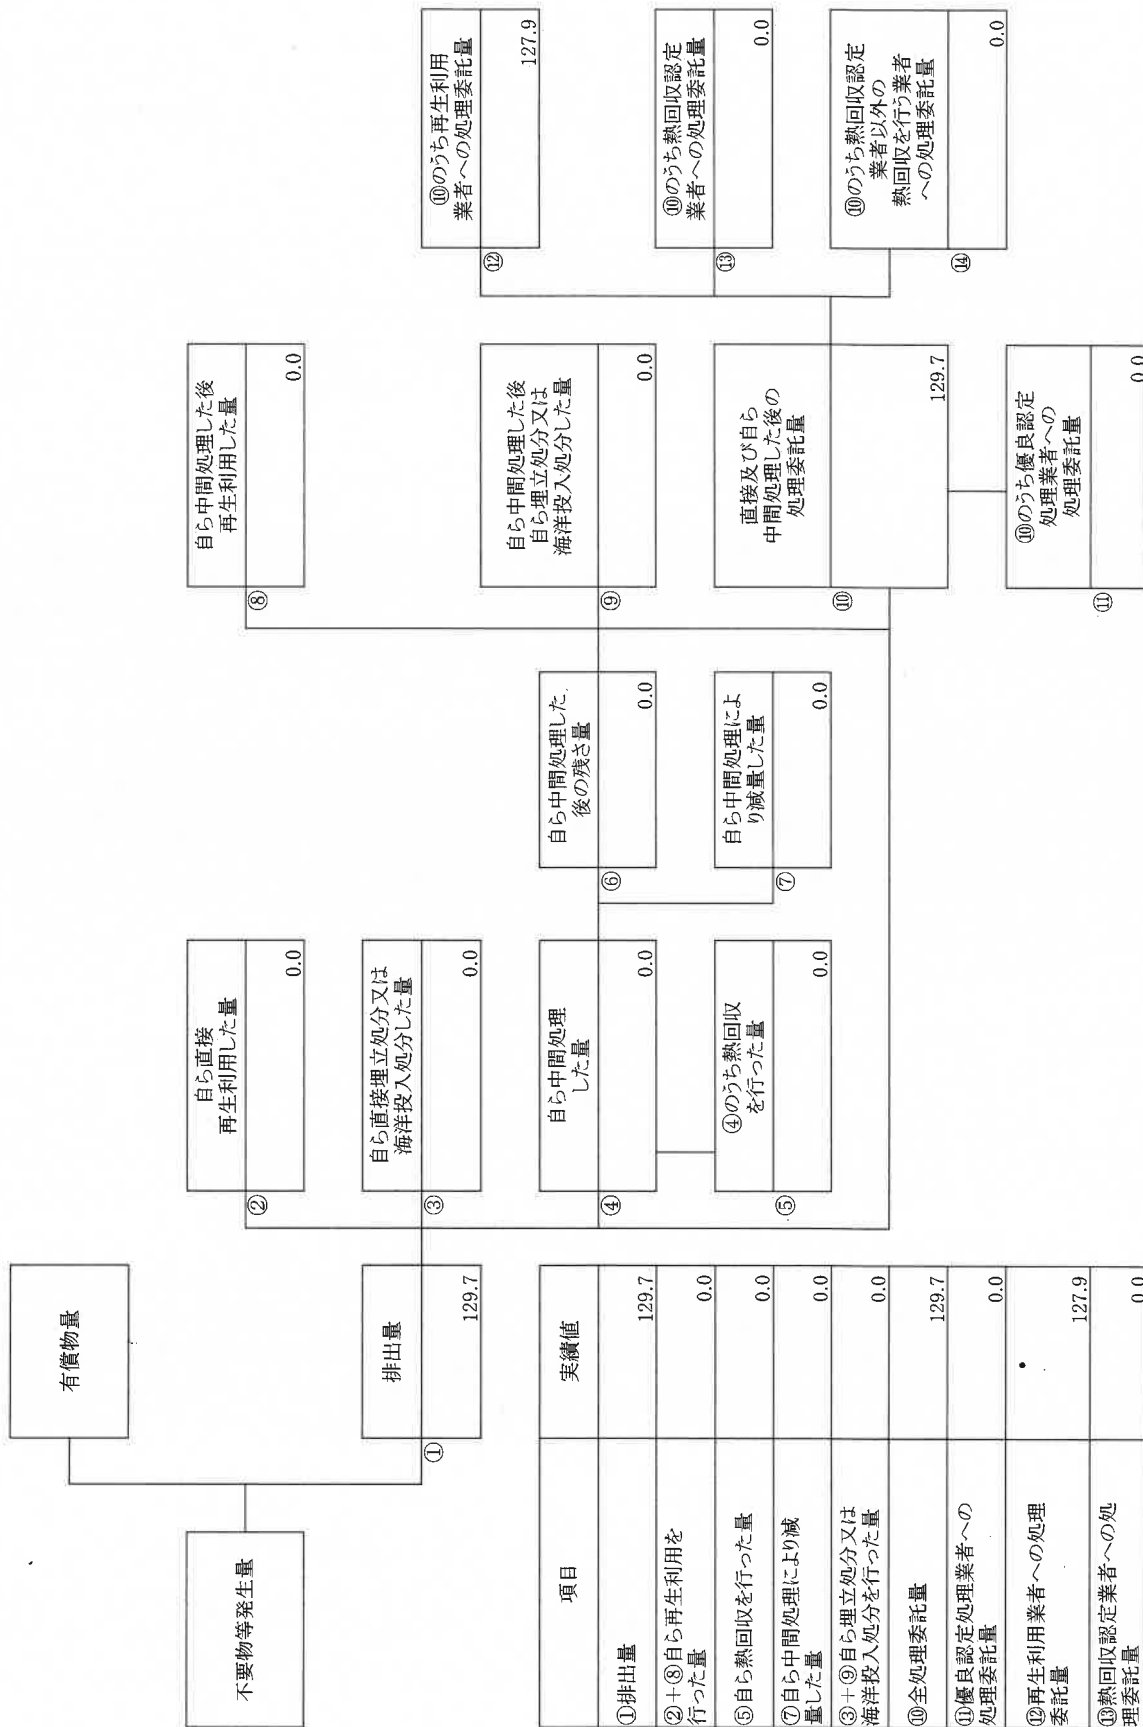 不要物等発生量
有償物量
排出量
①
129.7
自ら直接
再生利用した量
②
0.0
自ら直接埋立処分又は
海洋投入処分した量
③
0.0
自ら中間処理
した量
④
0.0
④のうち熱回収
を行った量
⑤
0.0
自ら中間処理した
後の残さ量
⑥
0.0
自ら中間処理によ
り減量した量
⑦
0.0
自ら中間処理した後
再生利用した量
⑧
0.0
自ら中間処理した後
自ら埋立処分又は
海洋投入処分した量
⑨
0.0
直接及び自ら
中間処理した後の
処理委託量
⑩
129.7
⑩のうち優良認定
処理業者への
処理委託量
⑪
0.0
⑩のうち再生利用
業者への処理委託量
⑫
127.9
⑩のうち熱回収認定
業者への処理委託量
⑬
0.0
⑩のうち熱回収認定
業者以外の
熱回収を行う業者
への処理委託量
⑭
0.0
項目 実績値
①排出量 129.7
②+⑧自ら再生利用を
行った量 0.0
⑤自ら熱回収を行った量 0.0
⑦自ら中間処理により減
量した量 0.0
③+⑨自ら埋立処分又は
海洋投入処分を行った量 0.0
⑩全処理委託量 129.7
⑪優良認定処理業者への
処理委託量 0.0
⑫再生利用業者への処理
委託量 127.9
⑬熱回収認定業者への処
理委託量 0.0